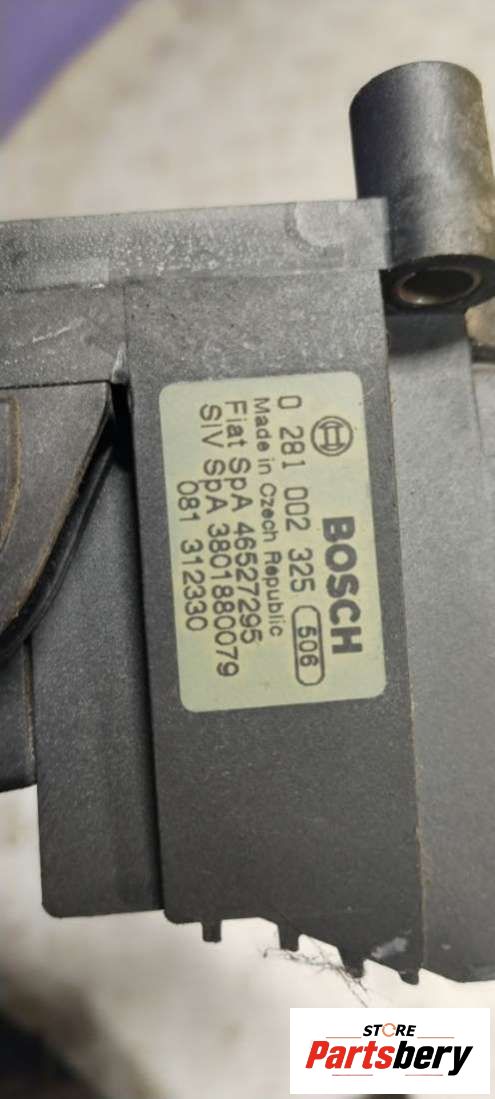 BOSCH
0 281 002 325 506
Made in Czech Republic
Fiat SpA 46527295
SIV SpA 3801880079
081 312330
STORE
Partsbery